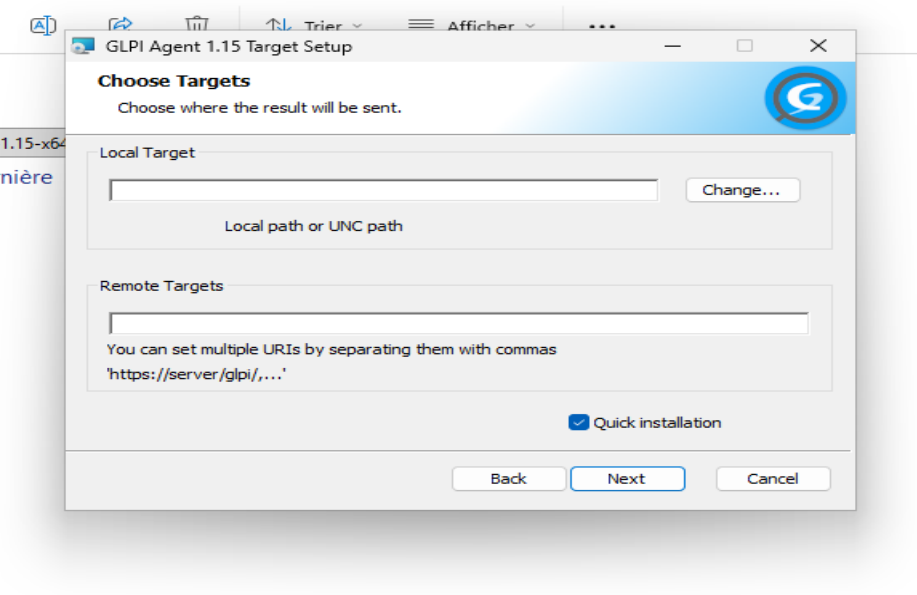 Trier
Afficher
...
GLPI Agent 1.15 Target Setup
Choose Targets
Choose where the result will be sent.
1.15-x64
nière
Local Target
Change...
Local path or UNC path
Remote Targets
You can set multiple URIs by separating them with commas
'https://server/glpi/,...'
Quick installation
Back
Next
Cancel